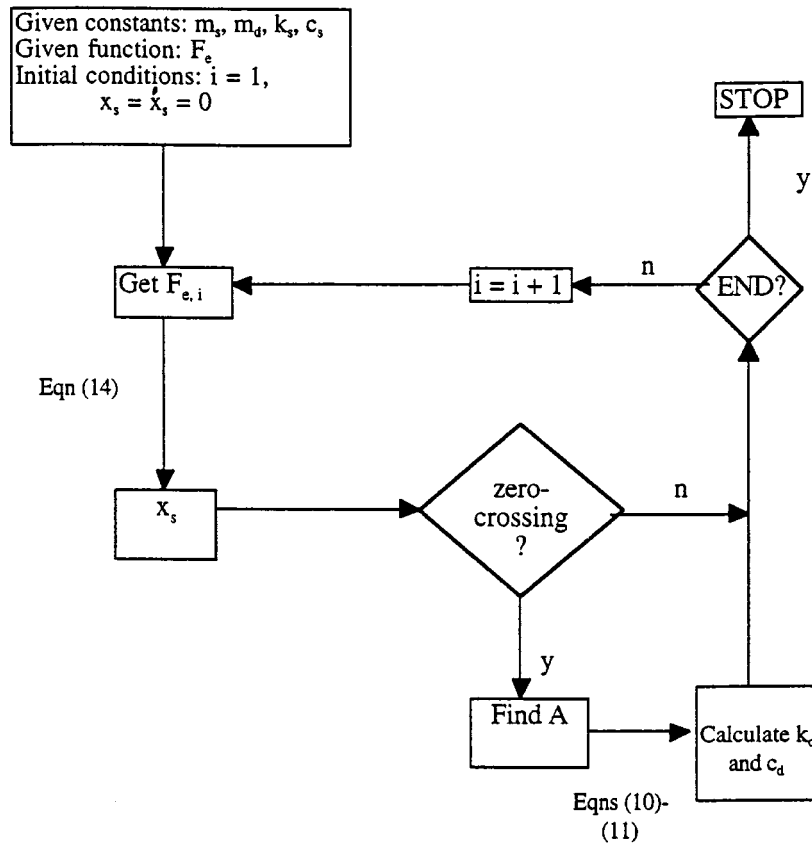 Given constants: m_s, m_d, k_s, c_s
Given function: F_e
Initial conditions: i = 1,
x_s = ẋ_s = 0
STOP
y
n
END?
i = i + 1
Get F_e, i
Eqn (14)
x_s
zero-
crossing
?
n
y
Find A
Calculate k_d
and c_d
Eqns (10)-
(11)